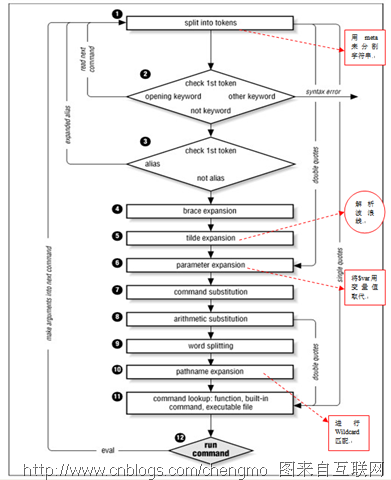 1
split into tokens
用 meta
来分割
字符串.
read next
command
2
check 1st token
opening keyword
other keyword
not keyword
syntax error
expanded alias
3
check 1st token
alias
not alias
double quotes
single quotes
make arguments into next command
4
brace expansion
解析
波浪
线.
5
tilde expansion
6
parameter expansion
将$var用
变量值
取代.
7
command substitution
8
arithmetic substitution
9
word splitting
double quotes
10
pathname expansion
11
command lookup: function, built-in
command, executable file
进行
Wildcard
匹配.
12
run
command
eval
http://www.cnblogs.com/chengmo 图来自互联网